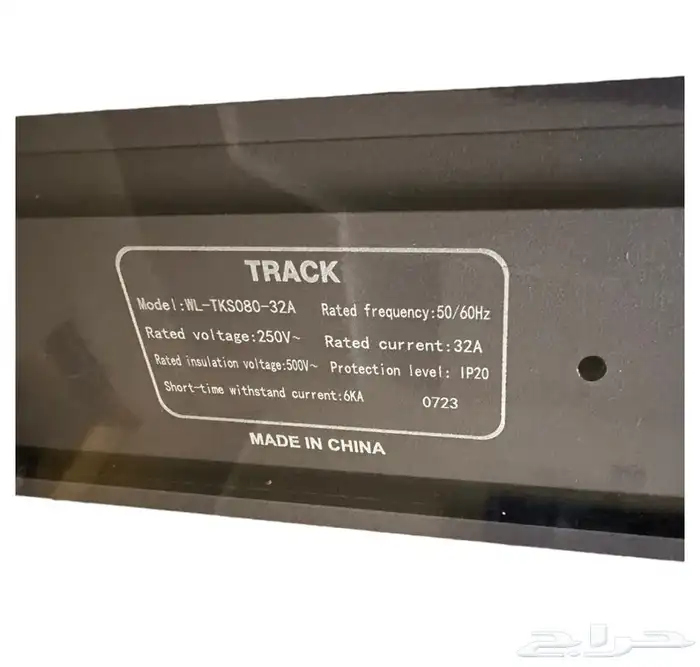 TRACK
Model:WL-TKS080-32A Rated frequency:50/60Hz
Rated voltage:250V~ Rated current:32A
Rated insulation voltage:500V~ Protection level: IP20
Short-time withstand current:6KA 0723
MADE IN CHINA
حراج